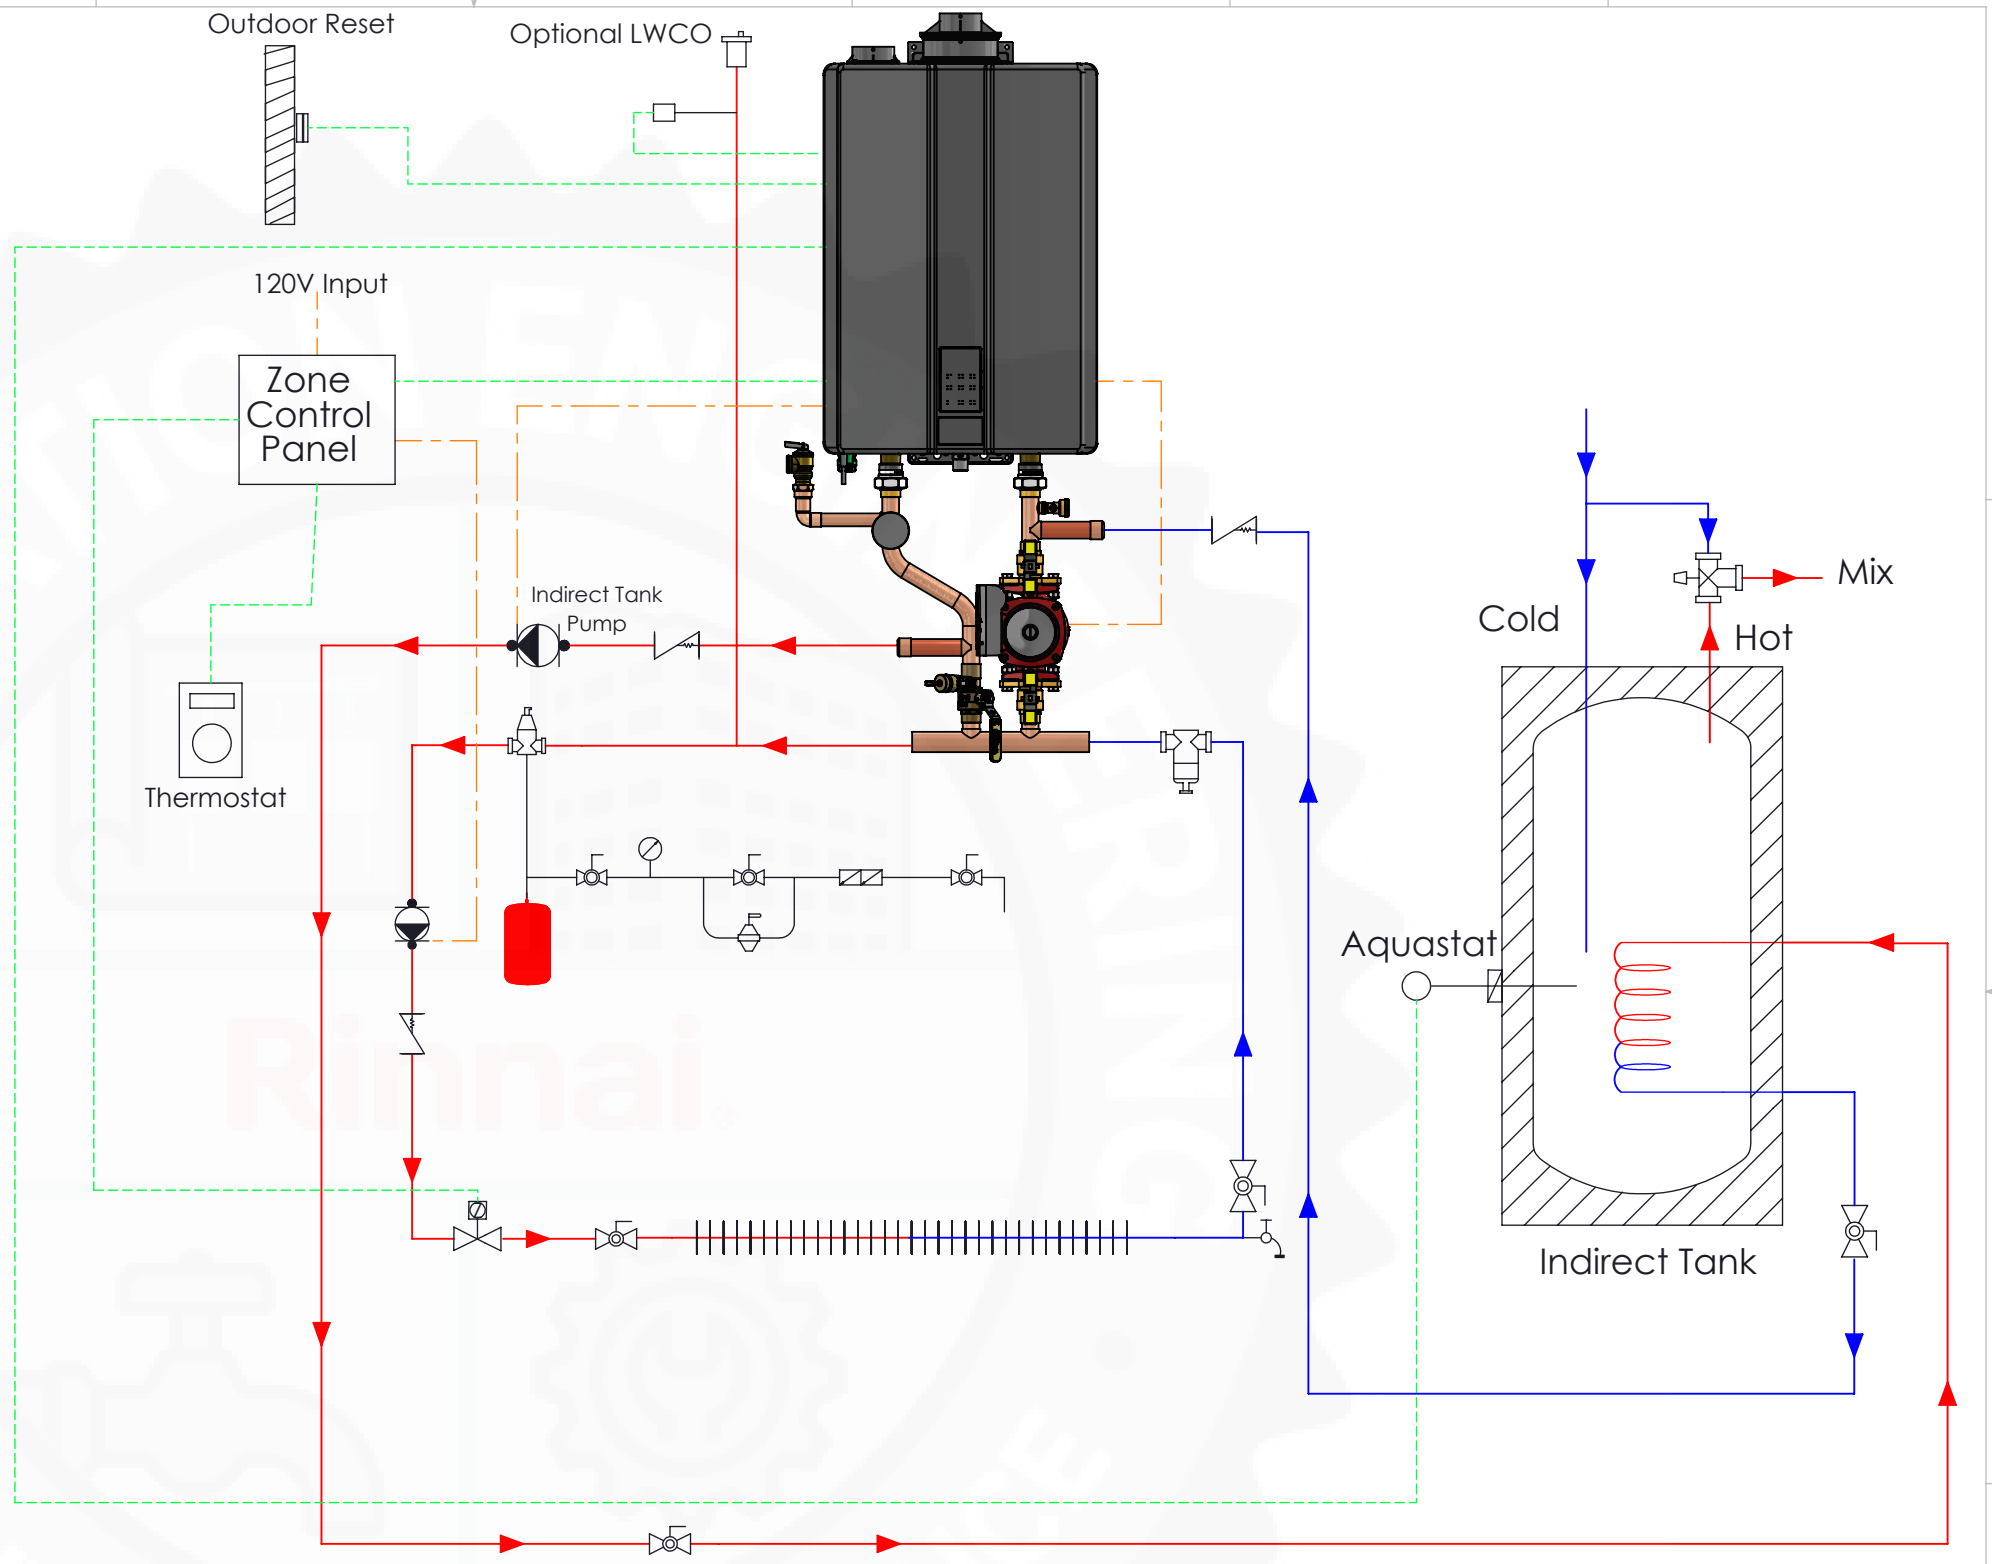 Outdoor Reset
Optional LWCO
120V Input
Zone
Control
Panel
Indirect Tank
Pump
Mix
Cold
Hot
Thermostat
Aquastat
Rinnai
Indirect Tank